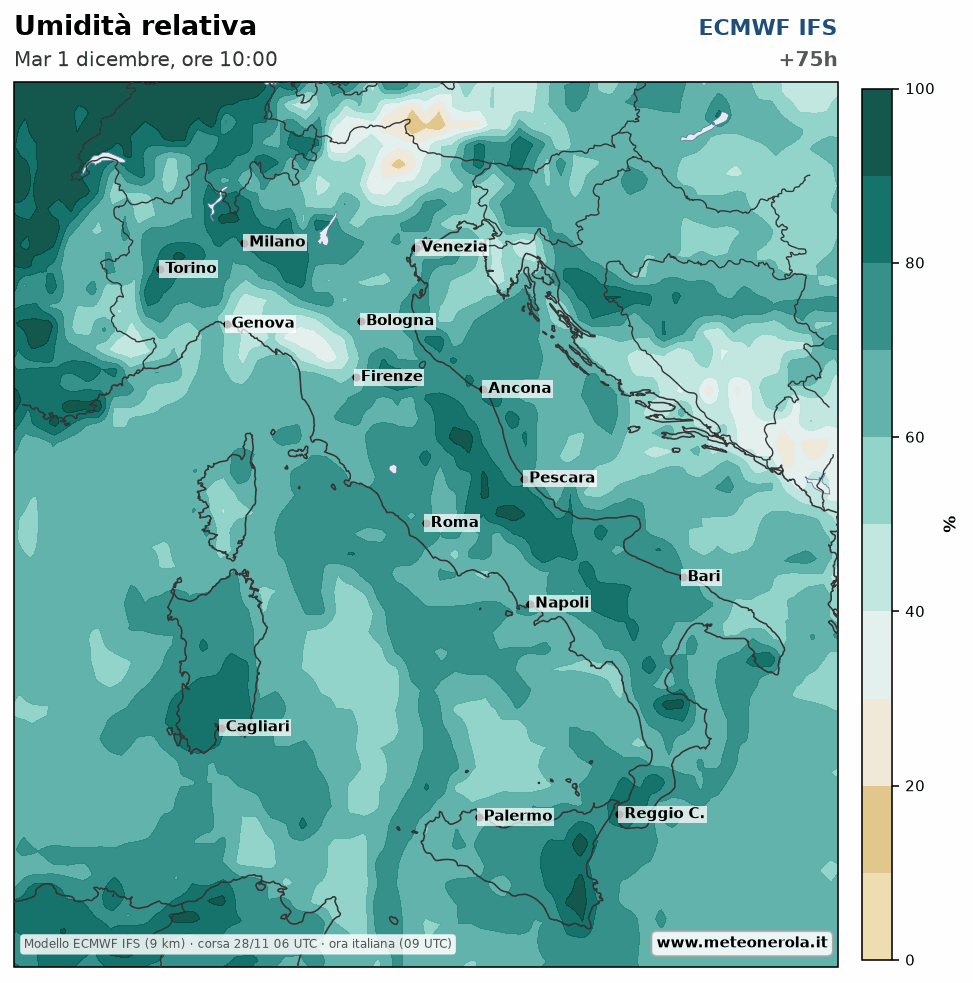 Umidità relativa
ECMWF IFS
Mar 1 dicembre, ore 10:00
+75h
100
80
60
40
20
0
%
Milano
Venezia
Torino
Genova
Bologna
Firenze
Ancona
Pescara
Roma
Bari
Napoli
Cagliari
Palermo
Reggio C.
Modello ECMWF IFS (9 km) · corsa 28/11 06 UTC · ora italiana (09 UTC)
www.meteonerola.it